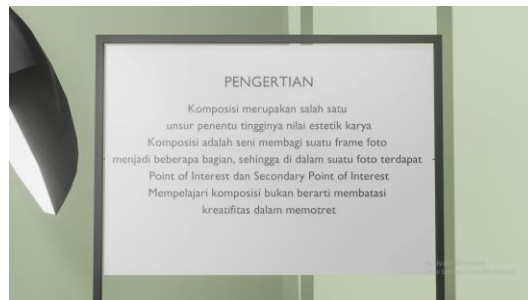 PENGERTIAN
Komposisi merupakan salah satu
unsur penentu tingginya nilai estetik karya
Komposisi adalah seni membagi suatu frame foto
menjadi beberapa bagian, sehingga di dalam suatu foto terdapat
Point of Interest dan Secondary Point of Interest
Mempelajari komposisi bukan berarti membatasi
kreatifitas dalam memotret